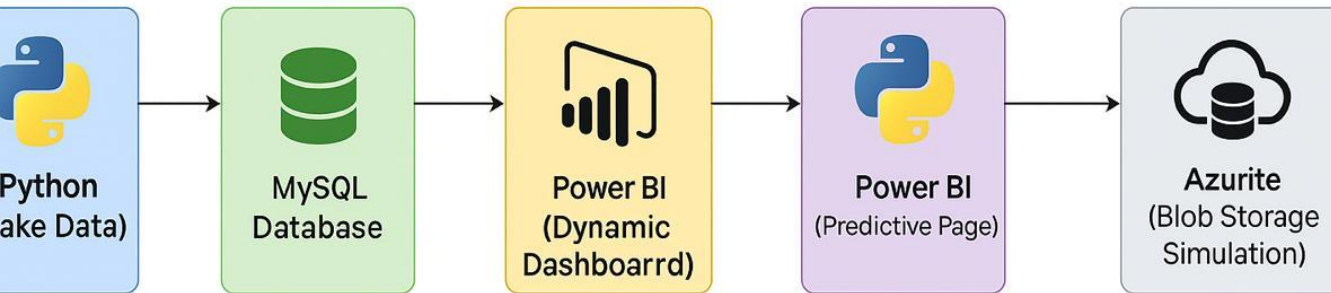 Python
ake Data)
MySQL
Database
Power BI
(Dynamic
Dashboarrd)
Power BI
(Predictive Page)
Azurite
(Blob Storage
Simulation)